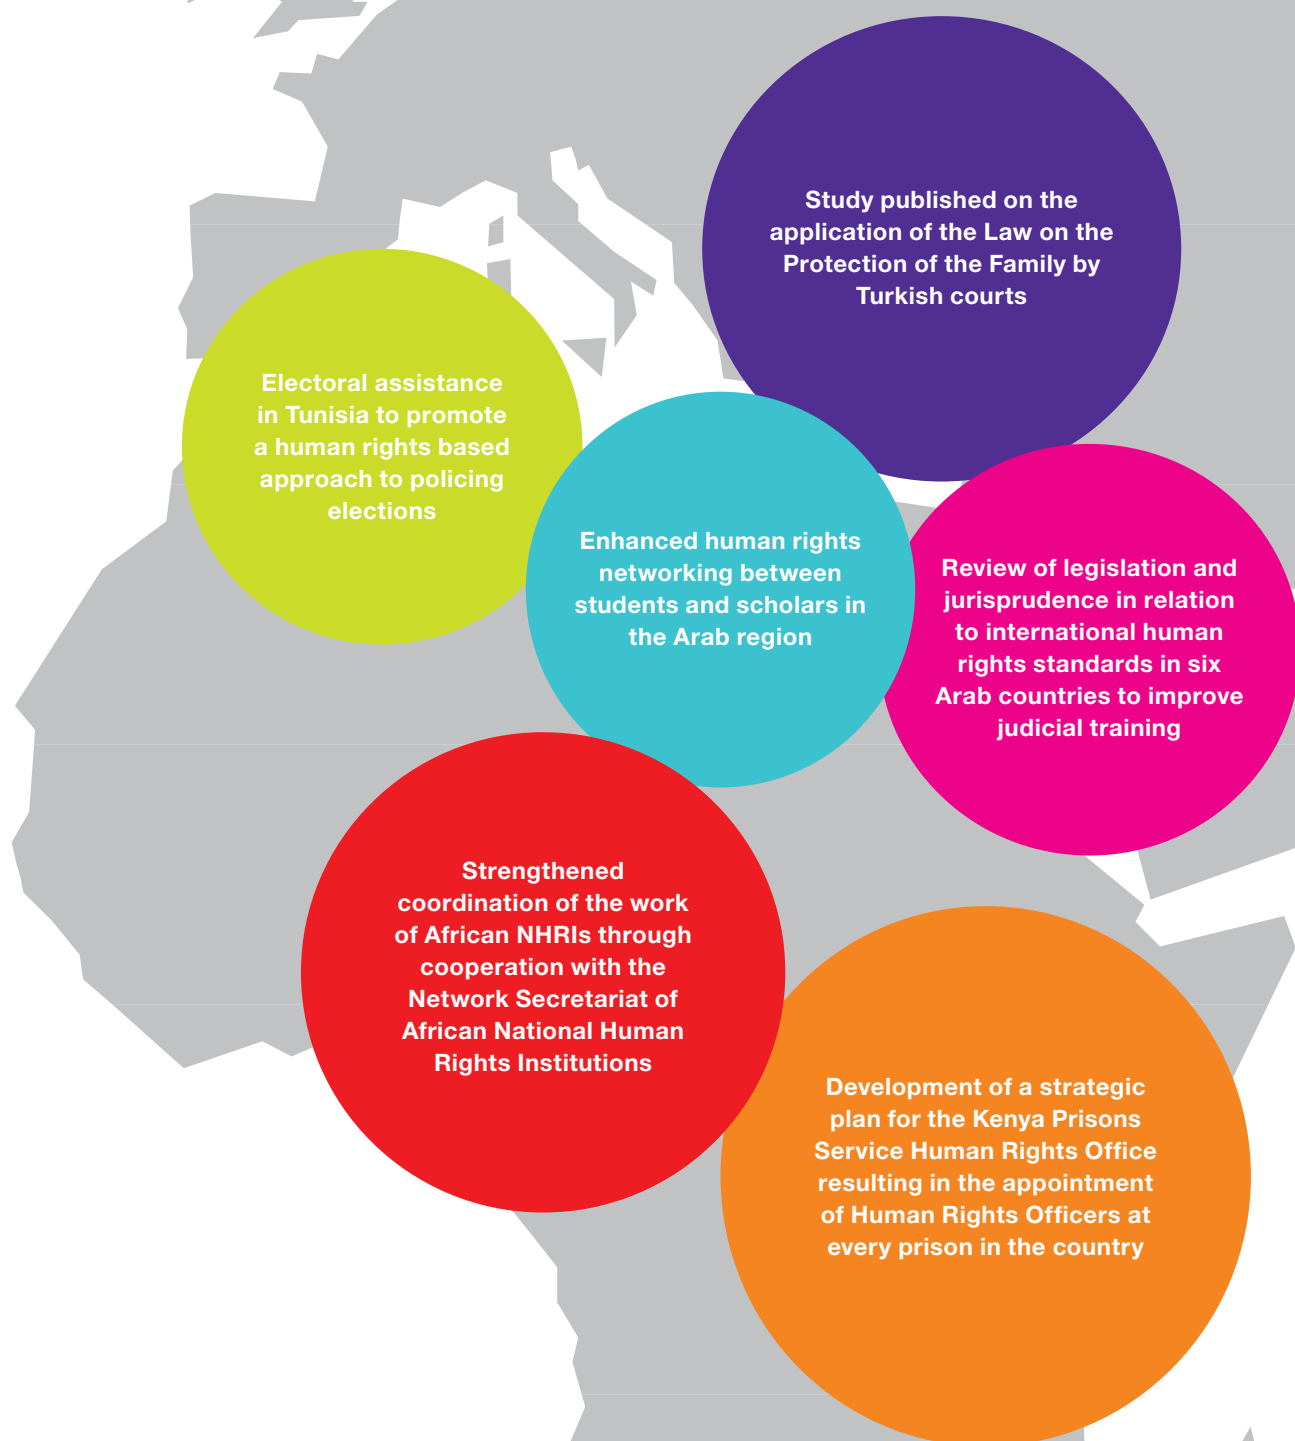 Study published on the
application of the Law on the
Protection of the Family by
Turkish courts
Electoral assistance
in Tunisia to promote
a human rights based
approach to policing
elections
Enhanced human rights
networking between
students and scholars in
the Arab region
Review of legislation and
jurisprudence in relation
to international human
rights standards in six
Arab countries to improve
judicial training
Strengthened
coordination of the work
of African NHRIs through
cooperation with the
Network Secretariat of
African National Human
Rights Institutions
Development of a strategic
plan for the Kenya Prisons
Service Human Rights Office
resulting in the appointment
of Human Rights Officers at
every prison in the country